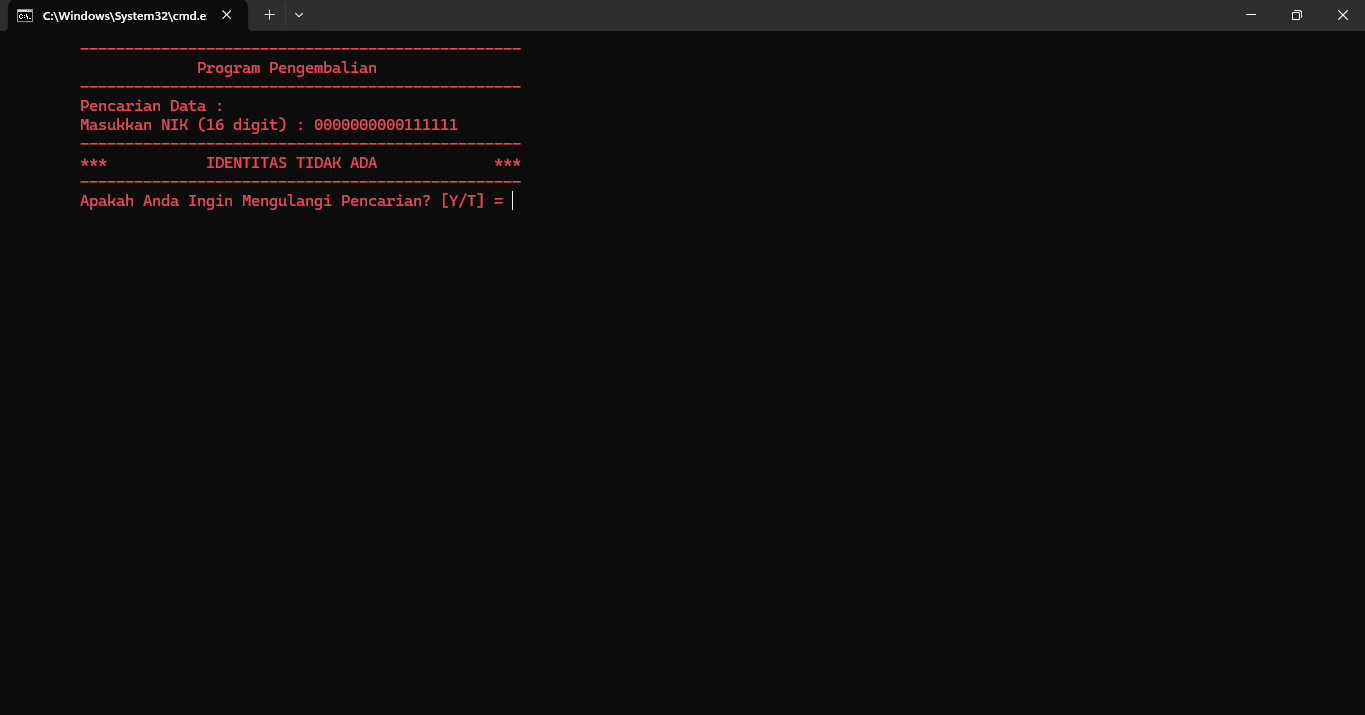 C:\Windows\System32\cmd.e
-------------------------------------------------
Program Pengembalian
-------------------------------------------------
Pencarian Data :
Masukkan NIK (16 digit) : 0000000000111111
-------------------------------------------------
*** IDENTITAS TIDAK ADA ***
-------------------------------------------------
Apakah Anda Ingin Mengulangi Pencarian? [Y/T] =